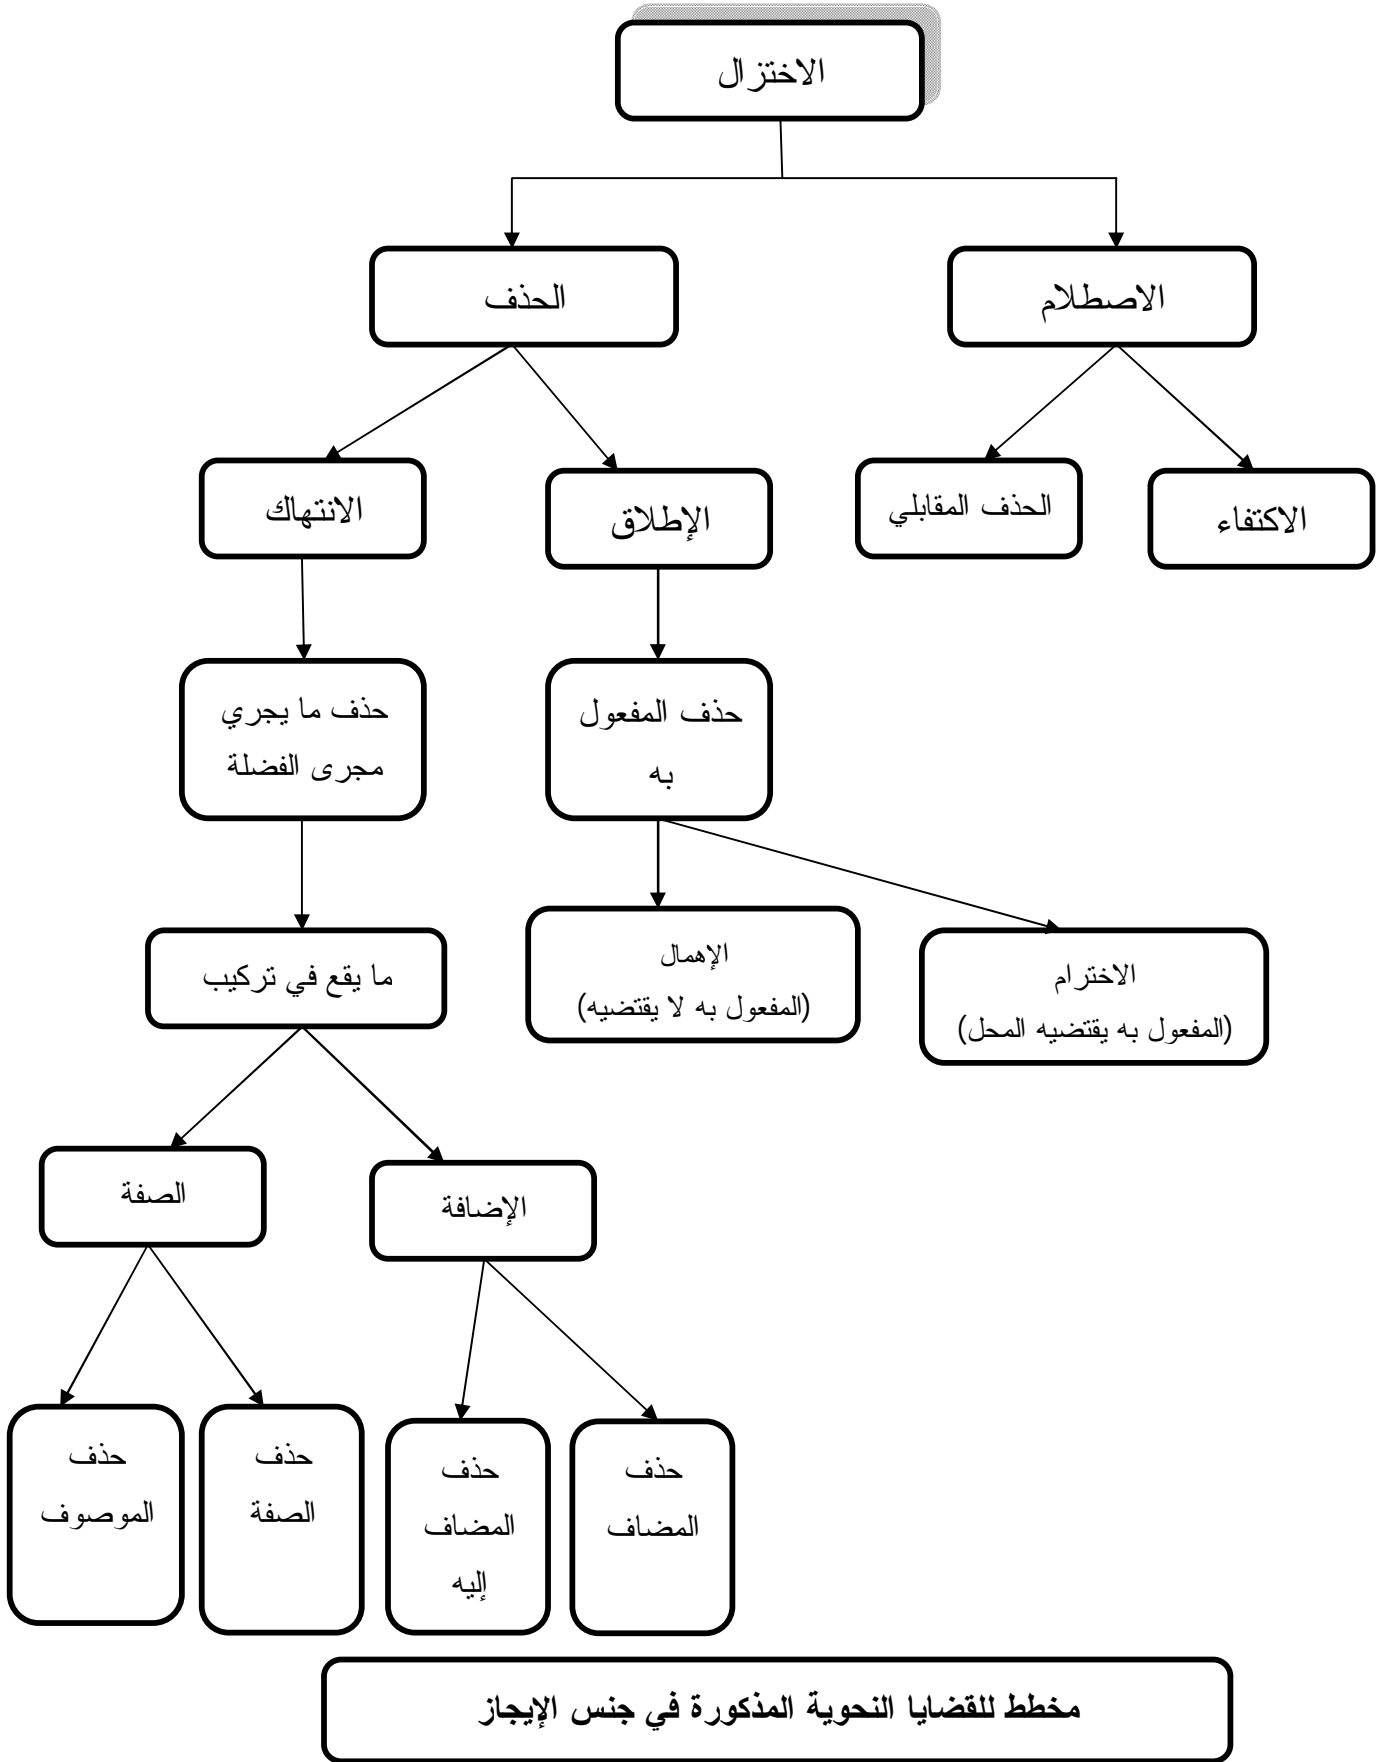 الاختزال
الاصطلام
الحذف
الاكتفاء
الحذف المقابلي
الإطلاق
الانتهاك
حذف المفعول
به
حذف ما يجري
مجرى الفضلة
الاخترام
(المفعول به يقتضيه المحل)
الإهمال
(المفعول به لا يقتضيه)
ما يقع في تركيب
الإضافة
الصفة
حذف
المضاف
حذف
المضاف
إليه
حذف
الصفة
حذف
الموصوف
مخطط للقضايا النحوية المذكورة في جنس الإيجاز